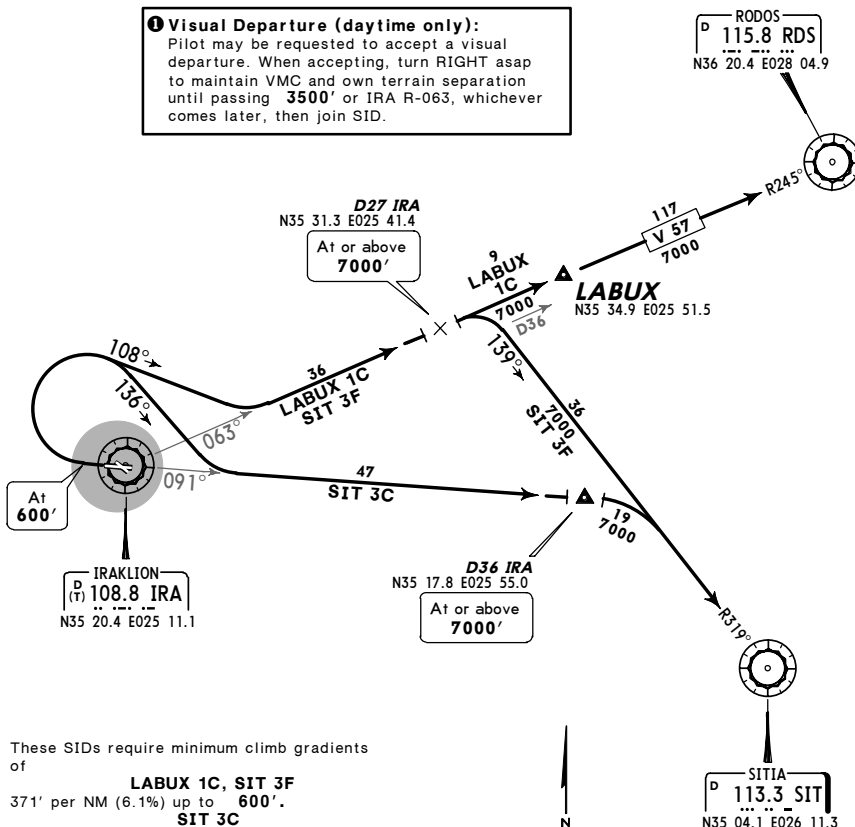 ❶ Visual Departure (daytime only):
Pilot may be requested to accept a visual
departure. When accepting, turn RIGHT asap
to maintain VMC and own terrain separation
until passing 3500' or IRA R-063, whichever
comes later, then join SID.
RODOS
D 115.8 RDS
N36 20.4 E028 04.9
R245°
117
V 57
7000
D27 IRA
N35 31.3 E025 41.4
At or above
7000'
9
LABUX
1C
7000
D36
LABUX
N35 34.9 E025 51.5
139°
108°
136°
36
LABUX 1C
SIT 3F
063°
091°
36
7000
SIT 3F
47
SIT 3C
19
7000
At
600'
IRAKLION
D
(T) 108.8 IRA
N35 20.4 E025 11.1
D36 IRA
N35 17.8 E025 55.0
At or above
7000'
R319°
SITIA
D 113.3 SIT
N35 04.1 E026 11.3
N
These SIDs require minimum climb gradients
of
LABUX 1C, SIT 3F
371' per NM (6.1%) up to 600'.
SIT 3C